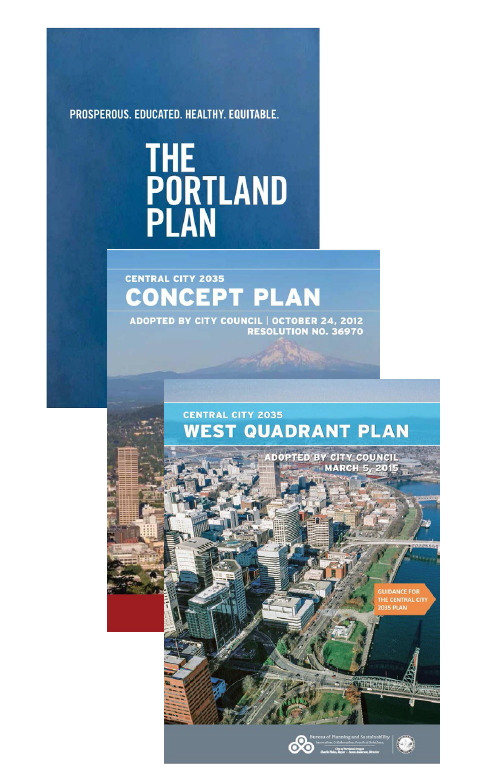 PROSPEROUS. EDUCATED. HEALTHY. EQUITABLE.
THE
PORTLAND
PLAN
CENTRAL CITY 2035
CONCEPT PLAN
ADOPTED BY CITY COUNCIL | OCTOBER 24, 2012
RESOLUTION NO. 36970
CENTRAL CITY 2035
WEST QUADRANT PLAN
ADOPTED BY CITY COUNCIL
MARCH 5, 2015
GUIDANCE FOR
THE CENTRAL CITY
2035 PLAN
Bureau of Planning and Sustainability